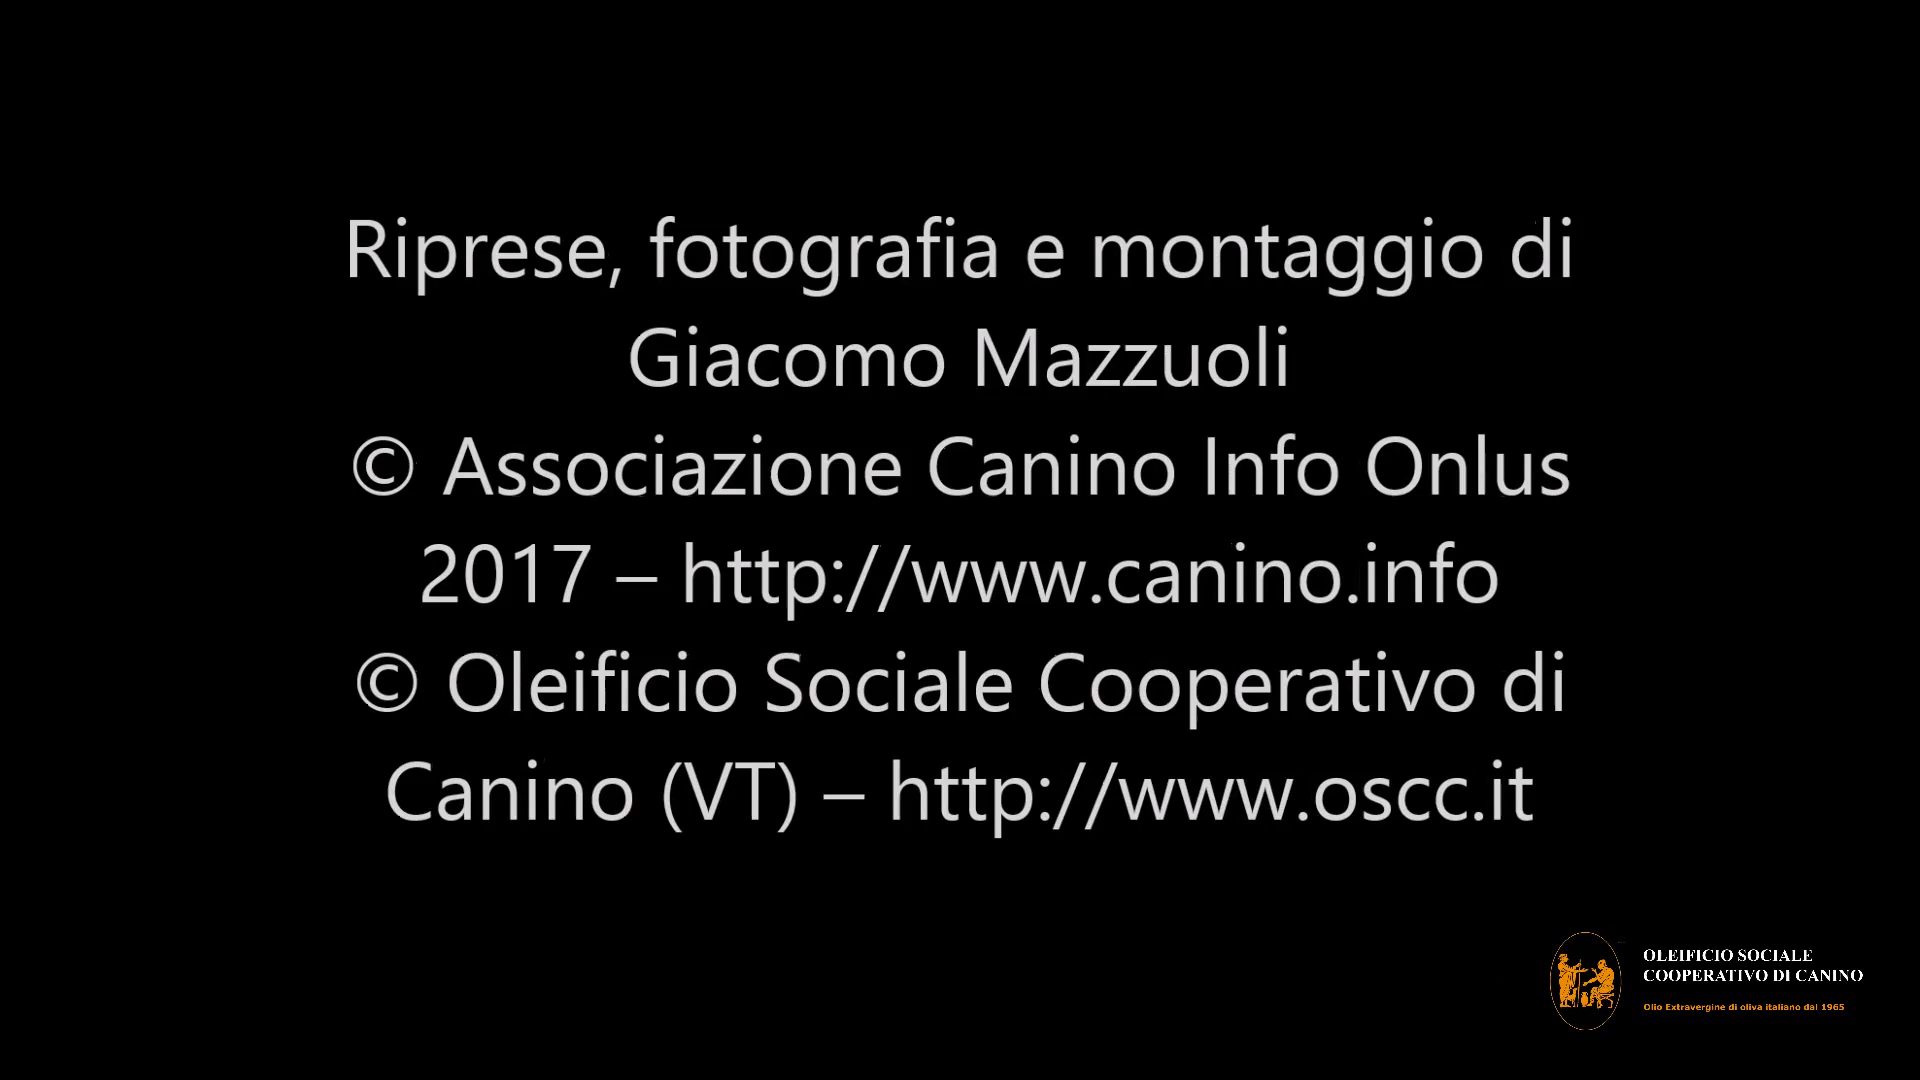 Riprese, fotografia e montaggio di
Giacomo Mazzuoli
© Associazione Canino Info Onlus
2017 – http://www.canino.info
© Oleificio Sociale Cooperativo di
Canino (VT) – http://www.oscc.it
OLEIFICIO SOCIALE
COOPERATIVO DI CANINO
Olio Extravergine di oliva italiano dal 1965